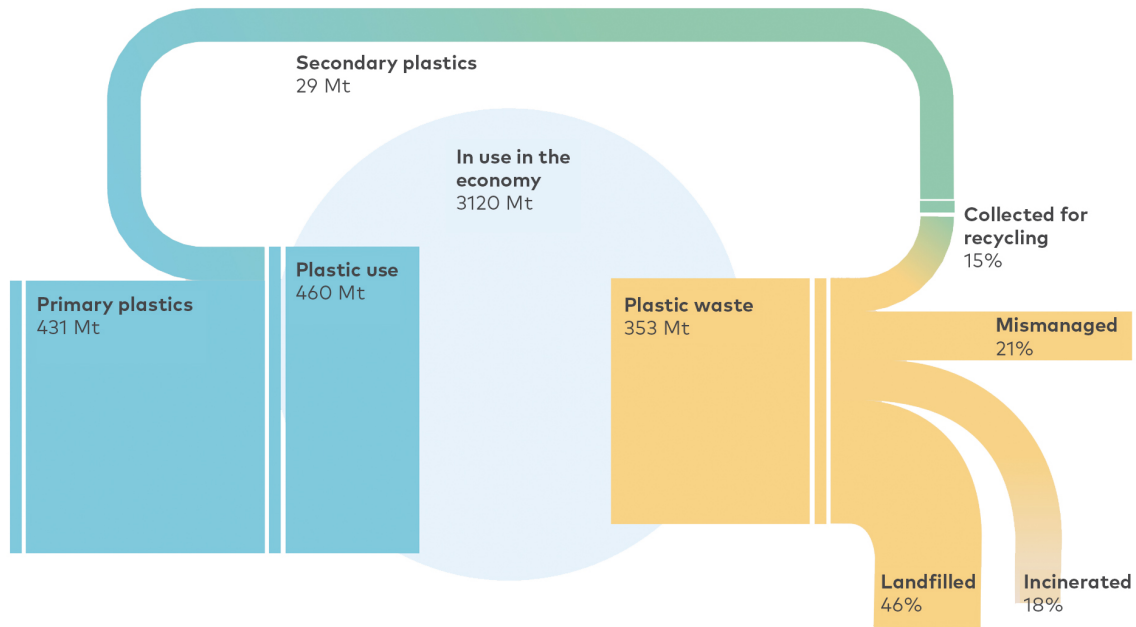 Secondary plastics
29 Mt
In use in the
economy
3120 Mt
Collected for
recycling
15%
Plastic use
460 Mt
Primary plastics
431 Mt
Plastic waste
353 Mt
Mismanaged
21%
Landfilled
46%
Incinerated
18%